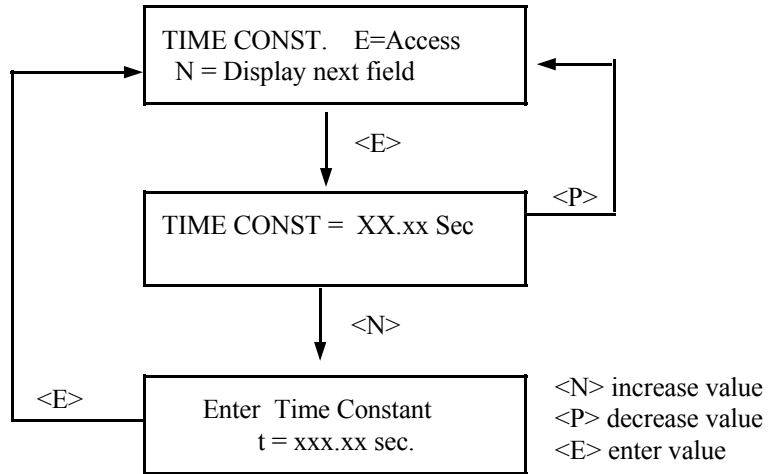 TIME CONST. E=Access
N = Display next field
<E>
TIME CONST = XX.xx Sec
<P>
<N>
<E>
Enter Time Constant
t = xxx.xx sec.
<N> increase value
<P> decrease value
<E> enter value